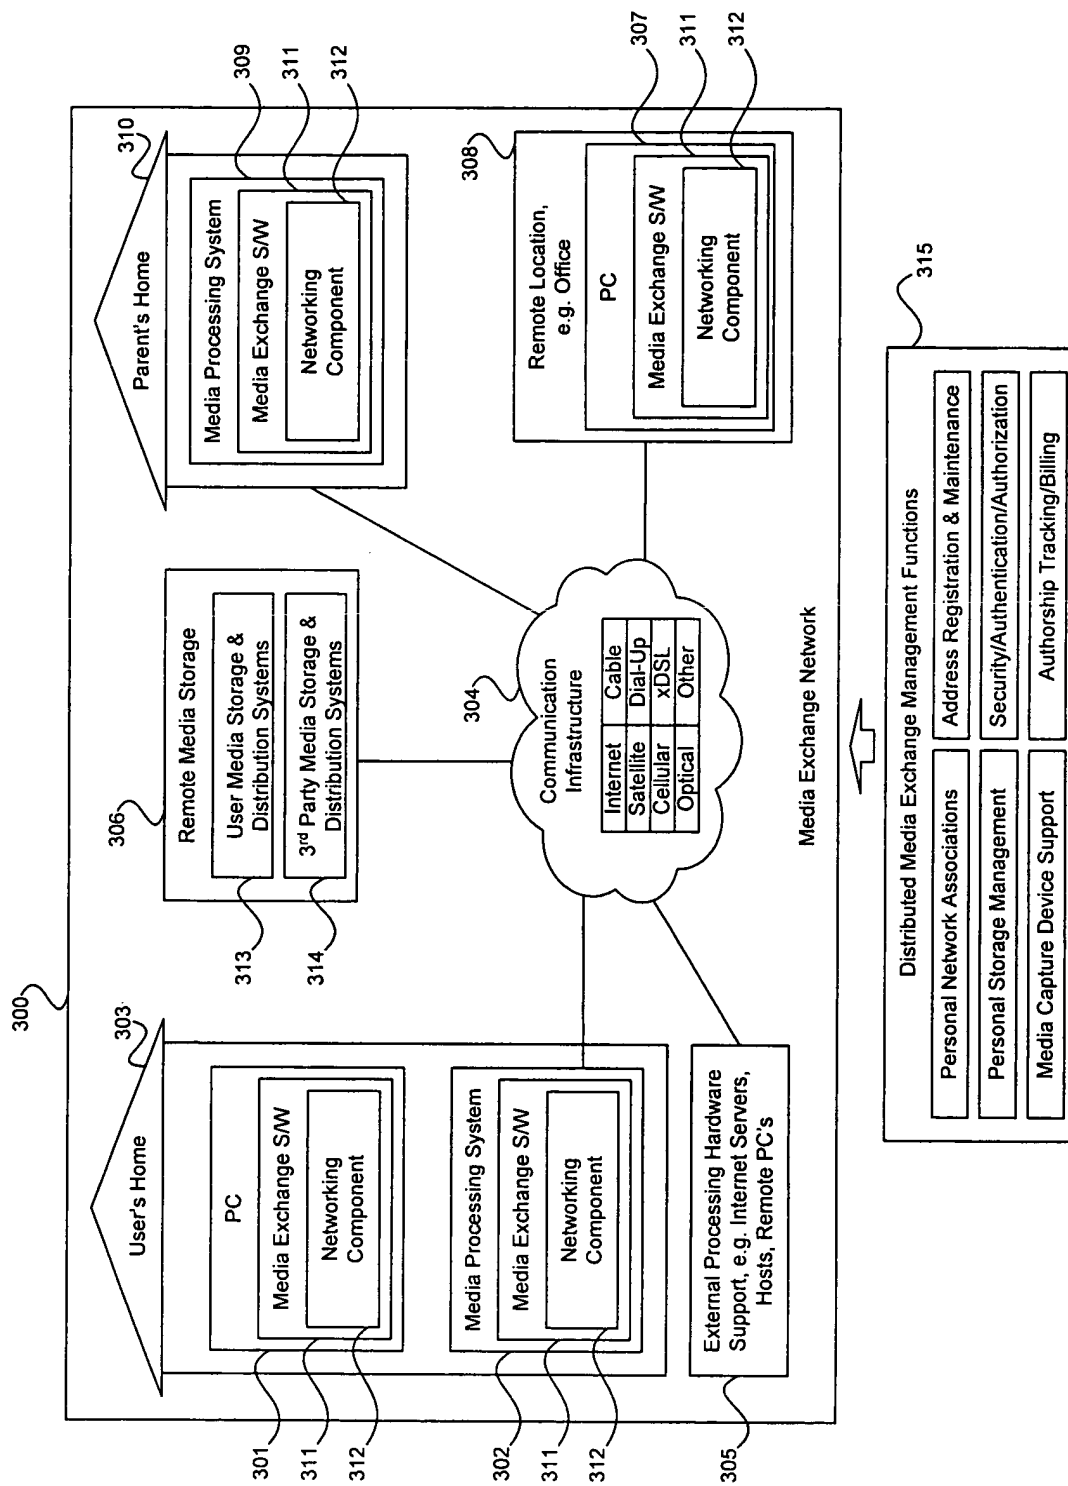 300
User's Home
303
PC
Media Exchange S/W
Networking
Component
301
311
312
Media Processing System
Media Exchange S/W
Networking
Component
302
311
312
External Processing Hardware
Support, e.g. Internet Servers,
Hosts, Remote PC's
305
306
Remote Media Storage
User Media Storage &
Distribution Systems
3rd Party Media Storage &
Distribution Systems
313
314
304
Communication
Infrastructure
Internet Cable
Satellite Dial-Up
Cellular xDSL
Optical Other
Parent's Home
310
309
311
312
Media Processing System
Media Exchange S/W
Networking
Component
308
307
311
312
Remote Location,
e.g. Office
PC
Media Exchange S/W
Networking
Component
Media Exchange Network
315
Distributed Media Exchange Management Functions
Personal Network Associations Address Registration & Maintenance
Personal Storage Management Security/Authentication/Authorization
Media Capture Device Support Authorship Tracking/Billing